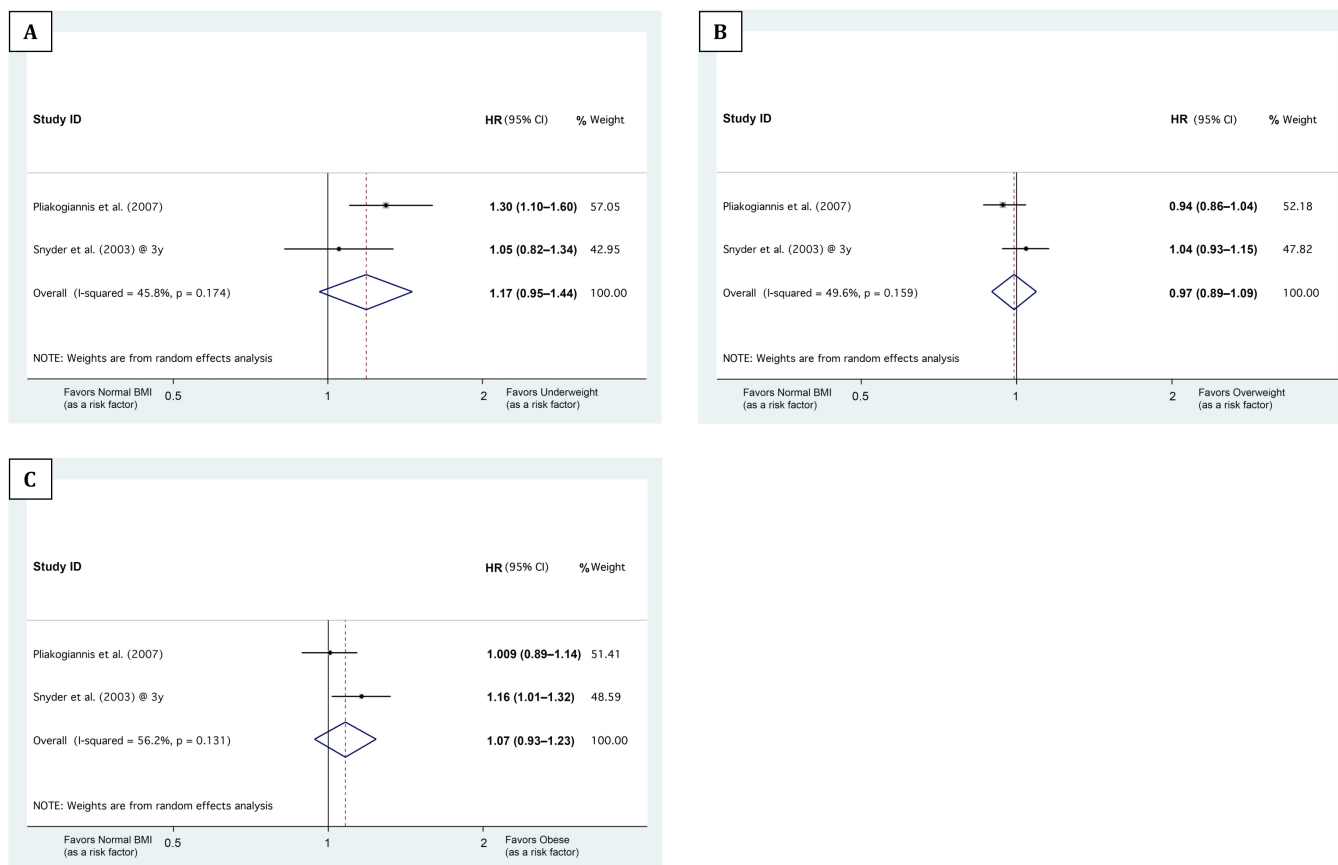 A
Study ID HR (95% CI) % Weight
Pliakogiannis et al. (2007) 1.30 (1.10–1.60) 57.05
Snyder et al. (2003) @ 3y 1.05 (0.82–1.34) 42.95
Overall (I-squared = 45.8%, p = 0.174) 1.17 (0.95–1.44) 100.00
NOTE: Weights are from random effects analysis
Favors Normal BMI 0.5 1 2 Favors Underweight
(as a risk factor) (as a risk factor)
B
Study ID HR (95% CI) % Weight
Pliakogiannis et al. (2007) 0.94 (0.86–1.04) 52.18
Snyder et al. (2003) @ 3y 1.04 (0.93–1.15) 47.82
Overall (I-squared = 49.6%, p = 0.159) 0.97 (0.89–1.09) 100.00
NOTE: Weights are from random effects analysis
Favors Normal BMI 0.5 1 2 Favors Overweight
(as a risk factor) (as a risk factor)
C
Study ID HR (95% CI) % Weight
Pliakogiannis et al. (2007) 1.009 (0.89–1.14) 51.41
Snyder et al. (2003) @ 3y 1.16 (1.01–1.32) 48.59
Overall (I-squared = 56.2%, p = 0.131) 1.07 (0.93–1.23) 100.00
NOTE: Weights are from random effects analysis
Favors Normal BMI 0.5 1 2 Favors Obese
(as a risk factor) (as a risk factor)